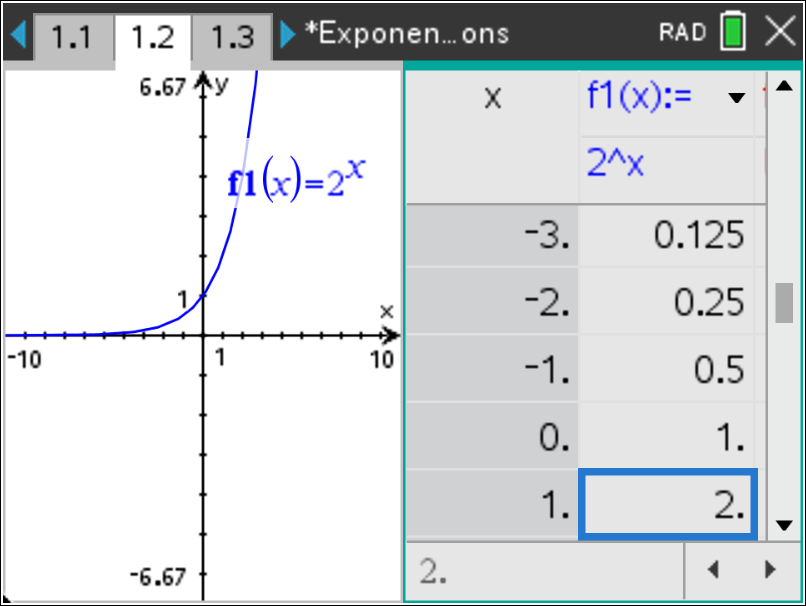 1.1 1.2 1.3 *Exponen...ons RAD
6.67 y
f1(x)=2^x
1
x
-10 1 10
-6.67
x f1(x):=
2^x
-3. 0.125
-2. 0.25
-1. 0.5
0. 1.
1. 2.
2.